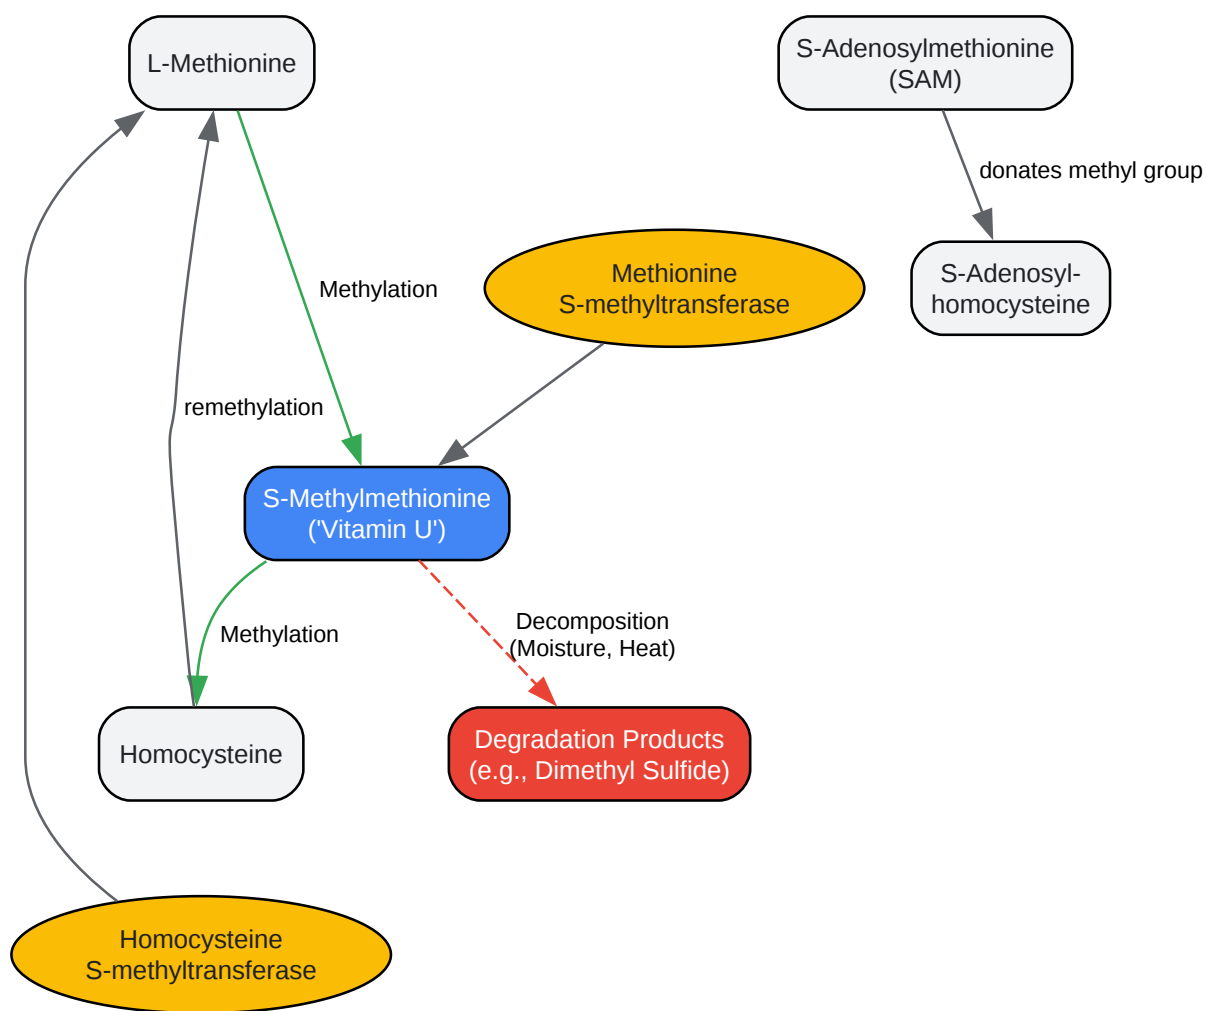 L-Methionine
S-Adenosylmethionine
(SAM)
donates methyl group
Methionine
S-methyltransferase
S-Adenosyl-
homocysteine
Methylation
remethylation
S-Methylmethionine
('Vitamin U')
Methylation
Decomposition
(Moisture, Heat)
Homocysteine
Degradation Products
(e.g., Dimethyl Sulfide)
Homocysteine
S-methyltransferase